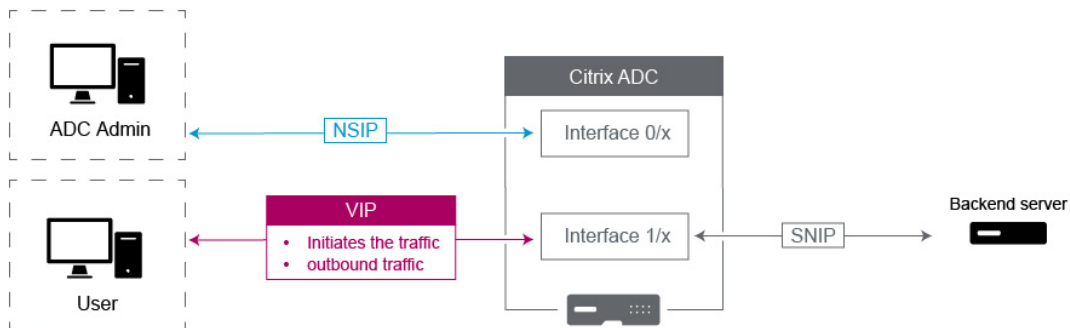 Citrix ADC
ADC Admin
NSIP
Interface 0/x
VIP
• Initiates the traffic
• outbound traffic
Interface 1/x
SNIP
Backend server
User